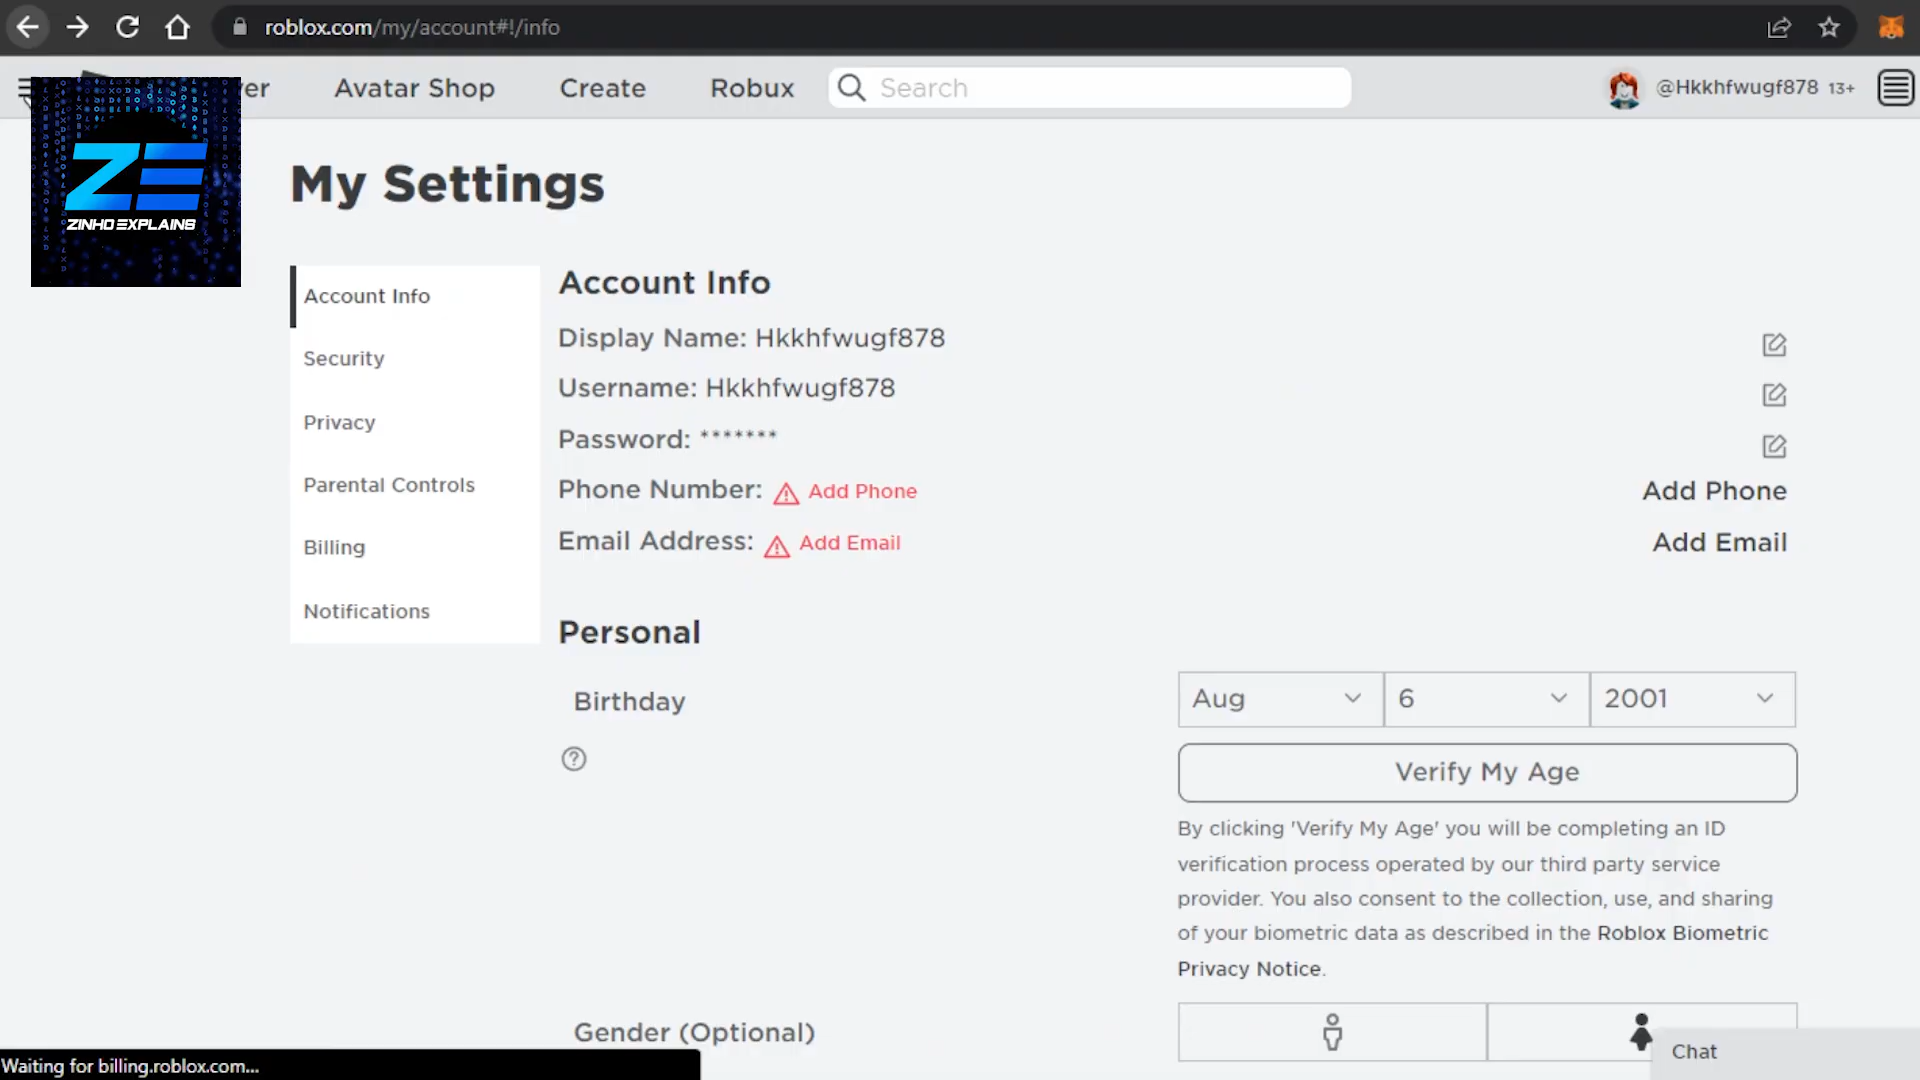 roblox.com/my/account#!/info
ver
Avatar Shop
Create
Robux
Search
@Hkkhfwugf878 13+
ZE
ZINHO EXPLAINS
My Settings
Account Info
Security
Privacy
Parental Controls
Billing
Notifications
Account Info
Display Name: Hkkhfwugf878
Username: Hkkhfwugf878
Password: *******
Phone Number: Add Phone
Add Phone
Email Address: Add Email
Add Email
Personal
Birthday
Aug
6
2001
Verify My Age
By clicking 'Verify My Age' you will be completing an ID
verification process operated by our third party service
provider. You also consent to the collection, use, and sharing
of your biometric data as described in the Roblox Biometric
Privacy Notice.
Gender (Optional)
Chat
Waiting for billing.roblox.com...